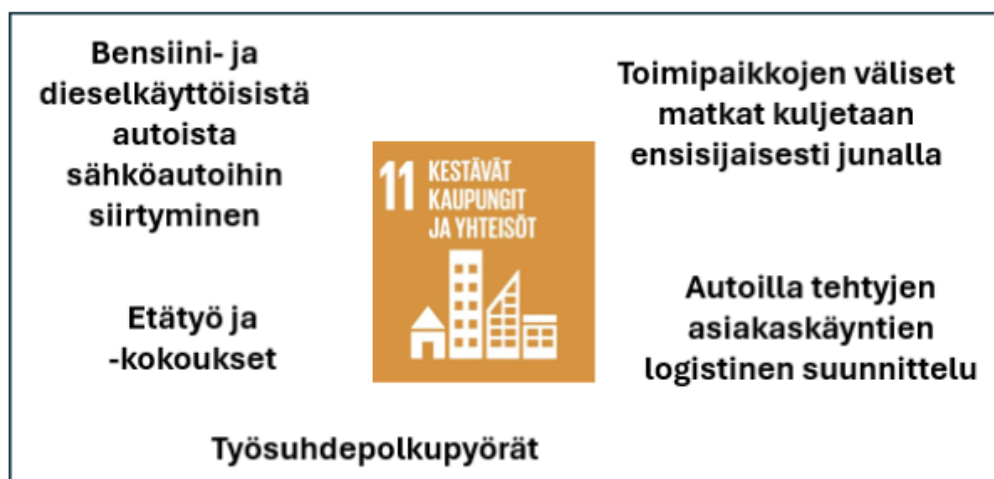 Bensiini- ja
dieselkäyttöisistä
autoista
sähköautoihin
siirtyminen
Toimipaikkojen väliset
matkat kuljetaan
ensisijaisesti junalla
11 KESTÄVÄT
KAUPUNGIT
JA YHTEISÖT
Etätyö ja
-kokoukset
Autoilla tehtyjen
asiakaskäyntien
logistinen suunnittelu
Työsuhdepolkupyörät